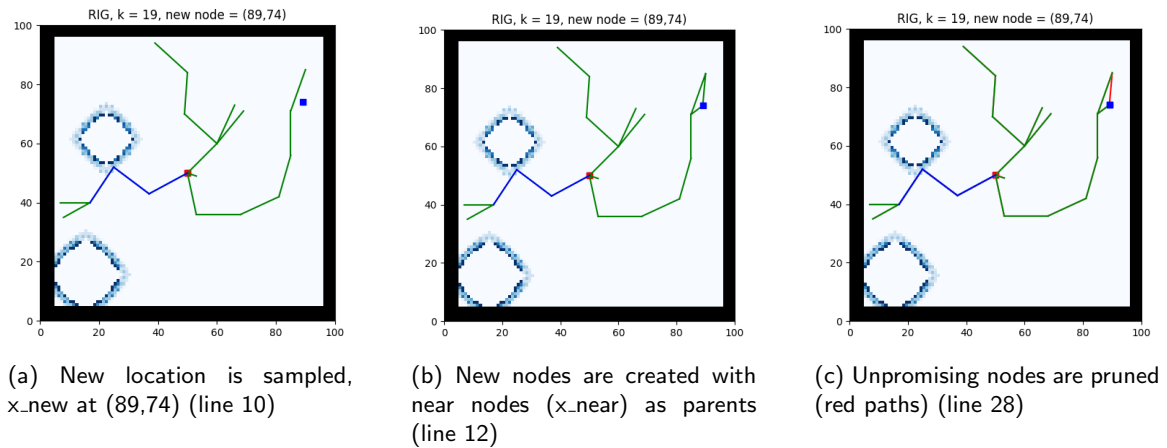 RIG, k = 19, new node = (89,74)
100
80
60
40
20
0
0 20 40 60 80 100
(a) New location is sampled,
x_new at (89,74) (line 10)
RIG, k = 19, new node = (89,74)
100
80
60
40
20
0
0 20 40 60 80 100
(b) New nodes are created with
near nodes (x_near) as parents
(line 12)
RIG, k = 19, new node = (89,74)
100
80
60
40
20
0
0 20 40 60 80 100
(c) Unpromising nodes are pruned
(red paths) (line 28)